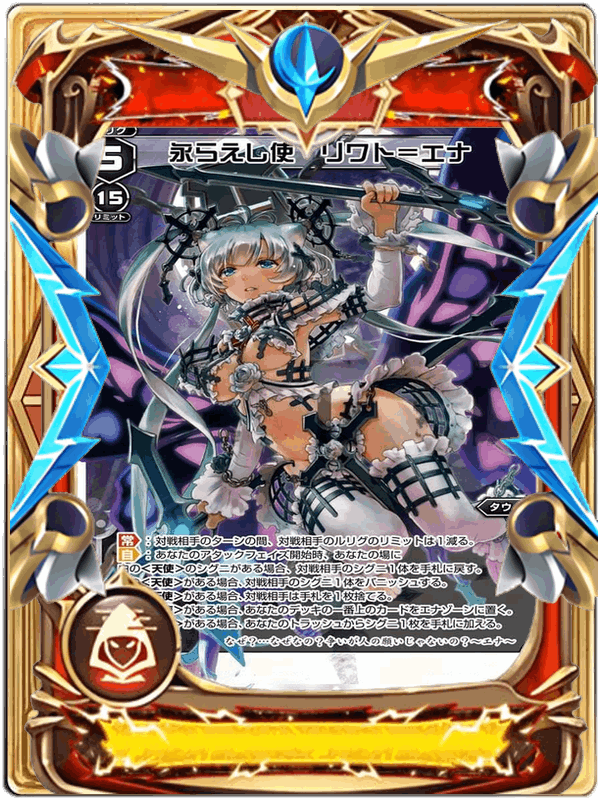 永らえし使 リワト=エナ
5
15
リミット
タウ
常：対戦相手のターンの間、対戦相手のルリグのリミットは１減る。
自：あなたのアタックフェイズ開始時、あなたの場に
の<天使>のシグニがある場合、対戦相手のシグニ１体を手札に戻す。
使>がある場合、対戦相手のシグニ１体をバニッシュする。
使>がある場合、対戦相手は手札を１枚捨てる。
>がある場合、あなたのデッキの一番上のカードをエナゾーンに置く。
がある場合、あなたのトラッシュからシグニ１枚を手札に加える。
なぜ？…なぜなの？争いが人の願いじゃないの？～エナ～